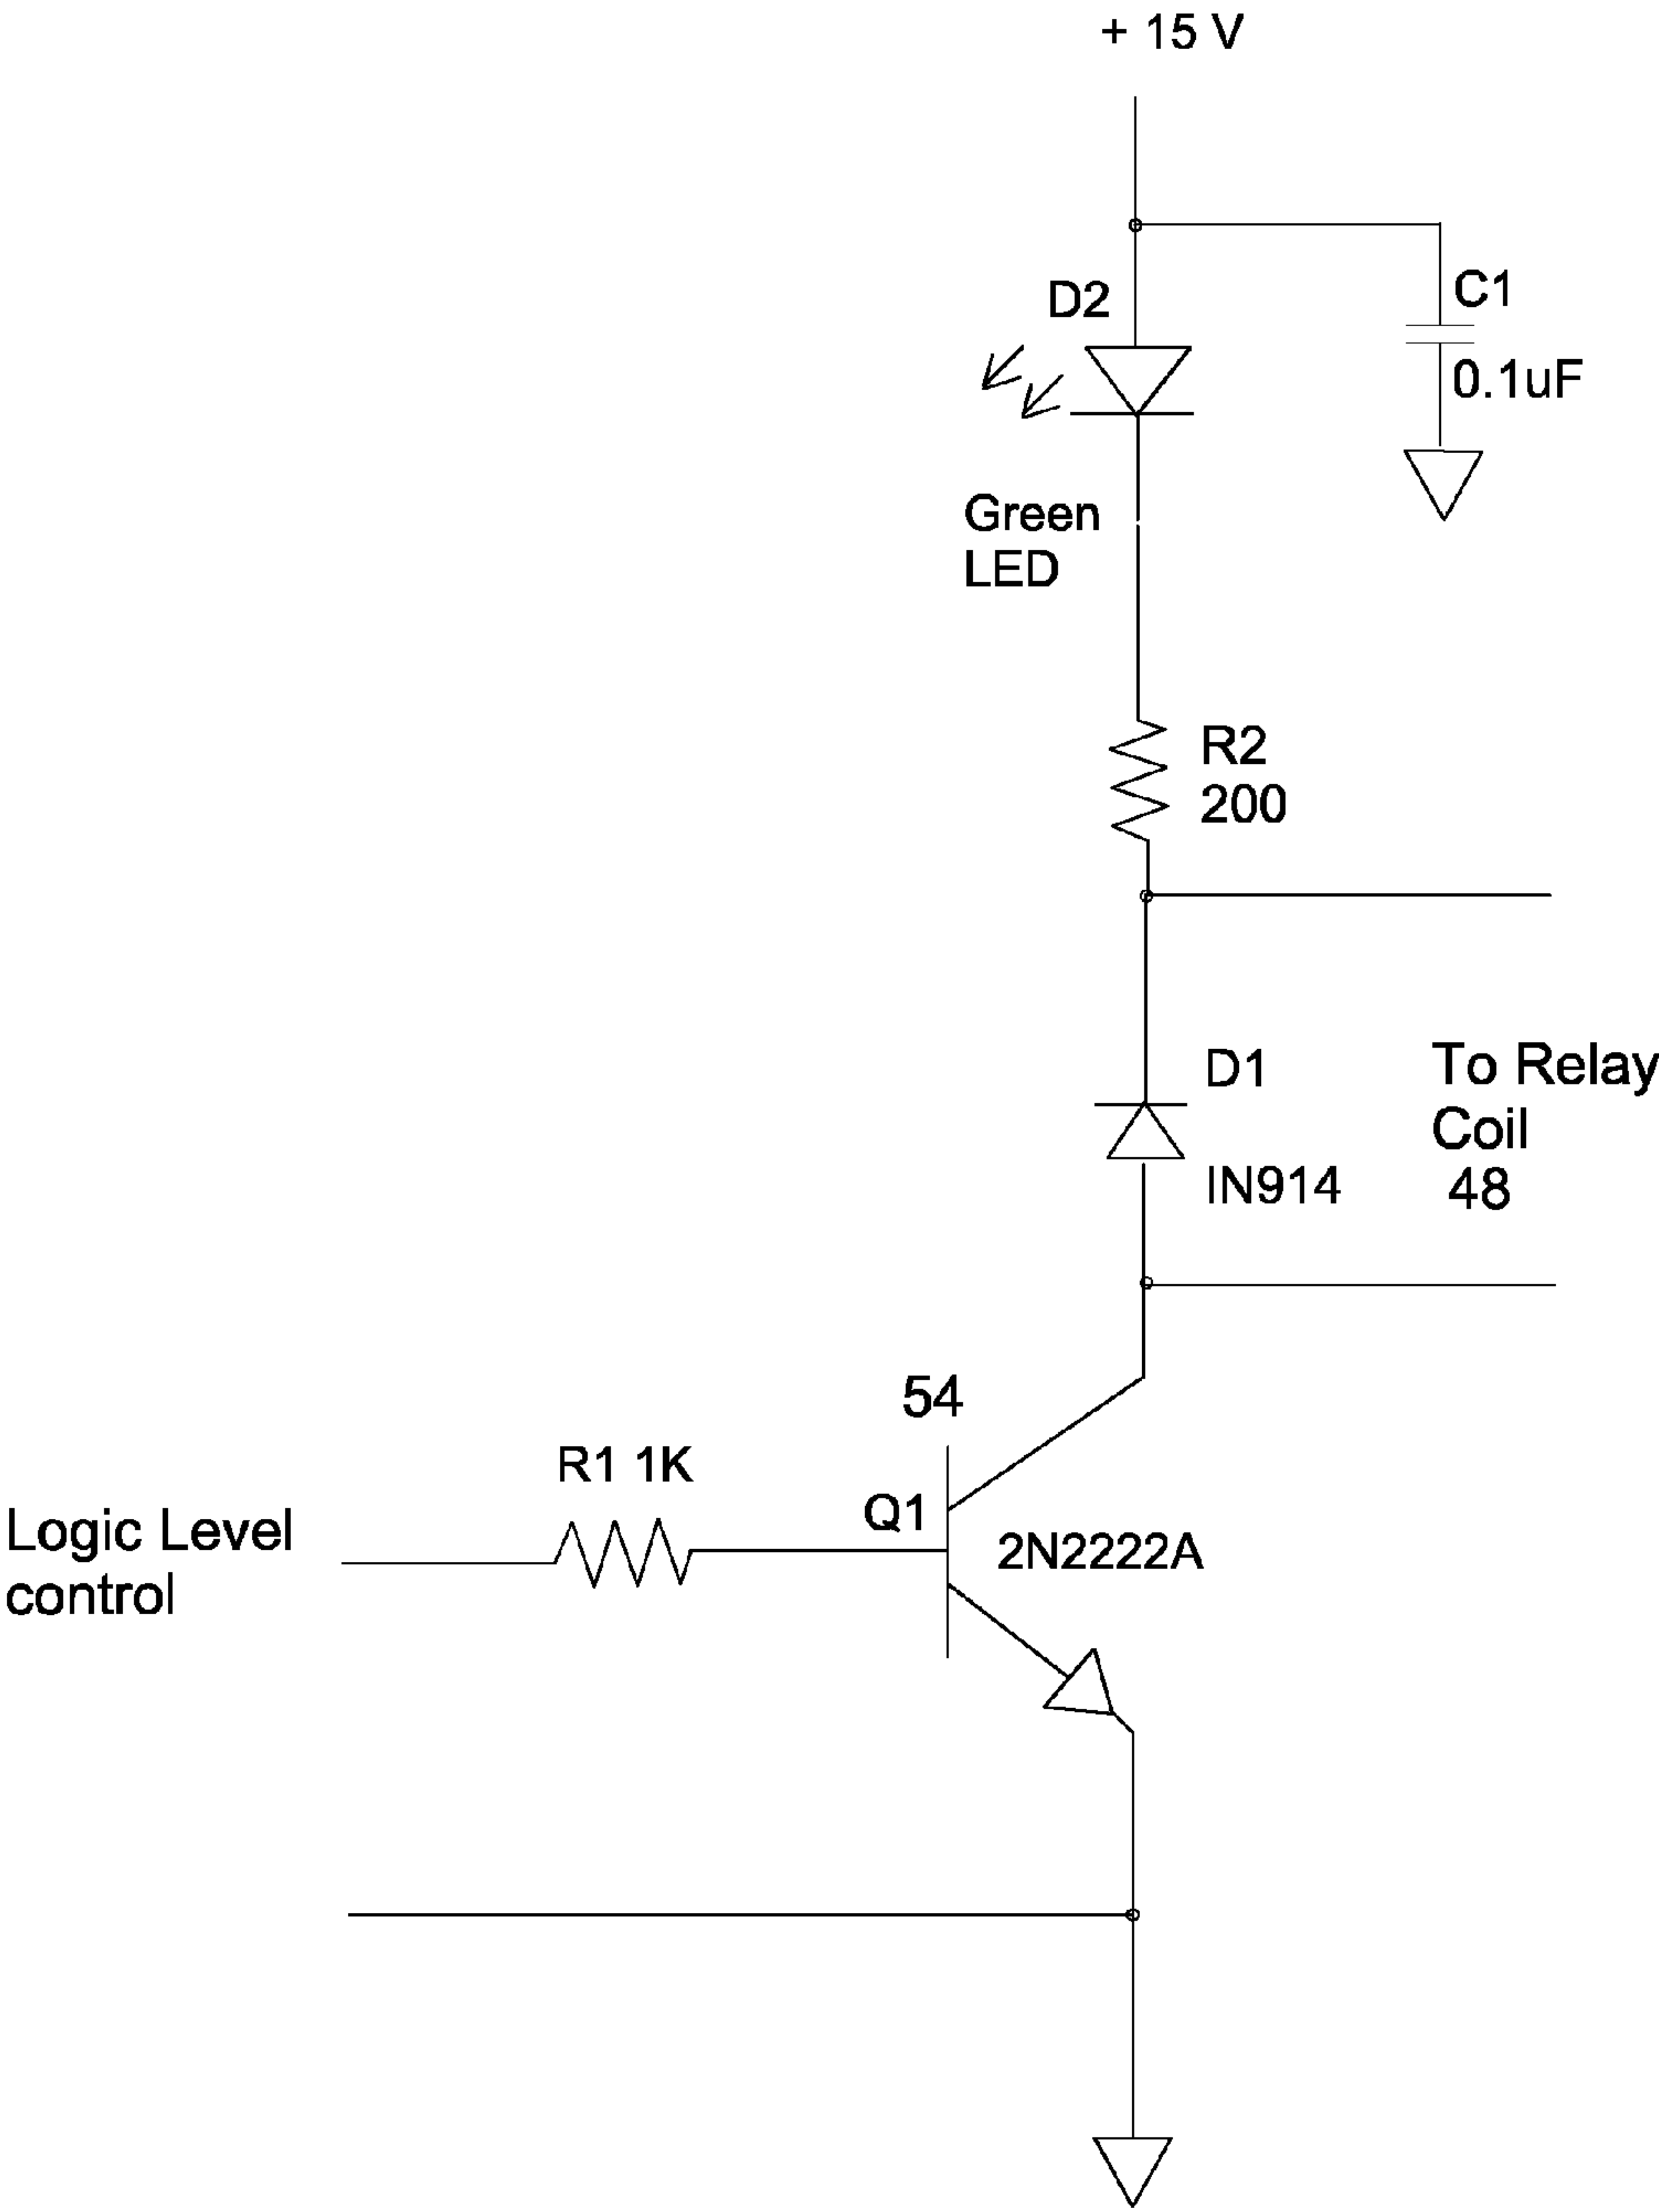 + 15 V
D2
C1
0.1uF
Green
LED
R2
200
D1
IN914
To Relay
Coil
48
54
R1 1K
Q1
2N2222A
Logic Level
control